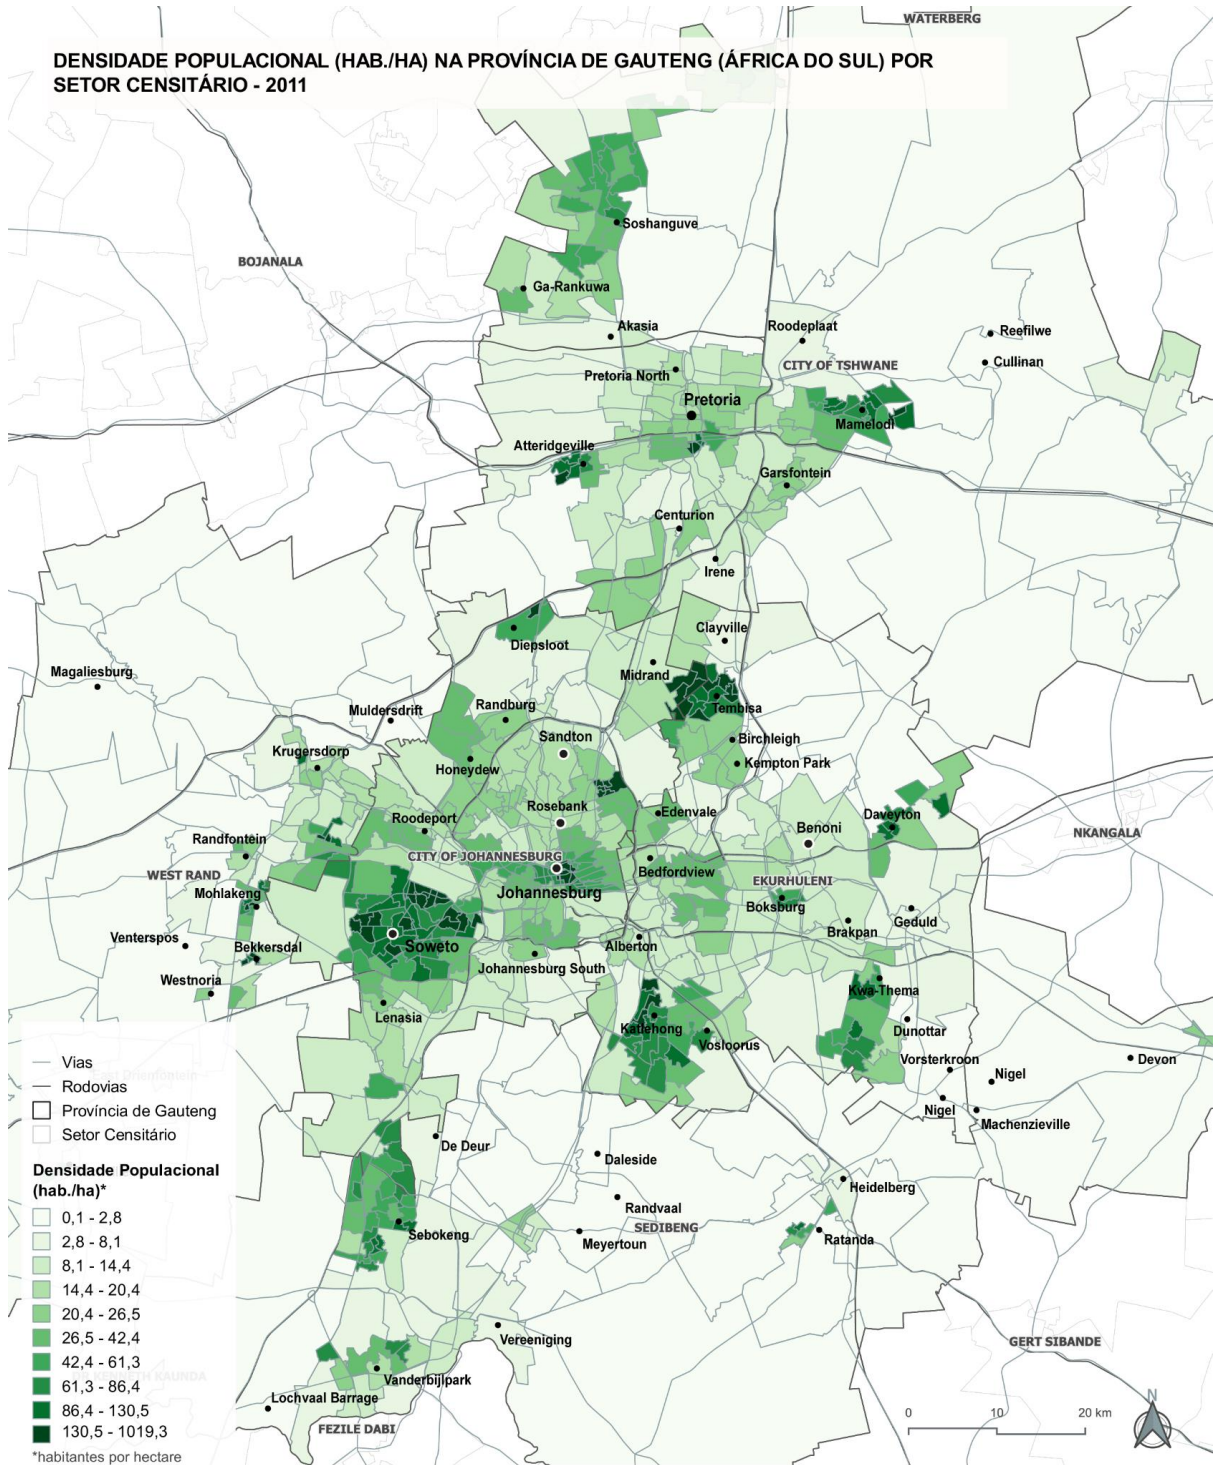 WATERBERG
DENSIDADE POPULACIONAL (HAB./HA) NA PROVÍNCIA DE GAUTENG (ÁFRICA DO SUL) POR
SETOR CENSITÁRIO - 2011
Soshanguve
BOJANALA
Ga-Rankuwa
Akasia
Roodeplaat
Reefilwe
CITY OF TSHWANE
Cullinan
Pretoria North
Pretoria
Mamelodi
Atteridgeville
Garsfontein
Centurion
Irene
Clayville
Diepsloot
Midrand
Magaliesburg
Tembisa
Muldersdrift
Randburg
Sandton
Birchleigh
Krugersdorp
Honeydew
Kempton Park
Rosebank
Edenvale
Daveyton
Roodeport
Benoni
NKANGALA
Randfontein
CITY OF JOHANNESBURG
Bedfordview
WEST RAND
EKURHULENI
Mohlakeng
Johannesburg
Boksburg
Geduld
Venterspos
Bekkersdal
Soweto
Alberton
Brakpan
Johannesburg South
Westnoria
Kwa-Thema
Lenasia
Katlehong
Dunottar
Vosloorus
Vorsterkroon
Devon
Nigel
Nigel
Machenzieville
De Deur
Daleside
Heidelberg
Randvaal
SEDIBENG
Sebokeng
Meyertoun
Ratanda
Vereeniging
GERT SIBANDE
Vanderbijlpark
Lochvaal Barrage
FEZILE DABI
Vias
Rodovias
Província de Gauteng
Setor Censitário
Densidade Populacional
(hab./ha)*
0,1 - 2,8
2,8 - 8,1
8,1 - 14,4
14,4 - 20,4
20,4 - 26,5
26,5 - 42,4
42,4 - 61,3
61,3 - 86,4
KENNETH KAUNDA
86,4 - 130,5
130,5 - 1019,3
*habitantes por hectare
0 10 20 km
N